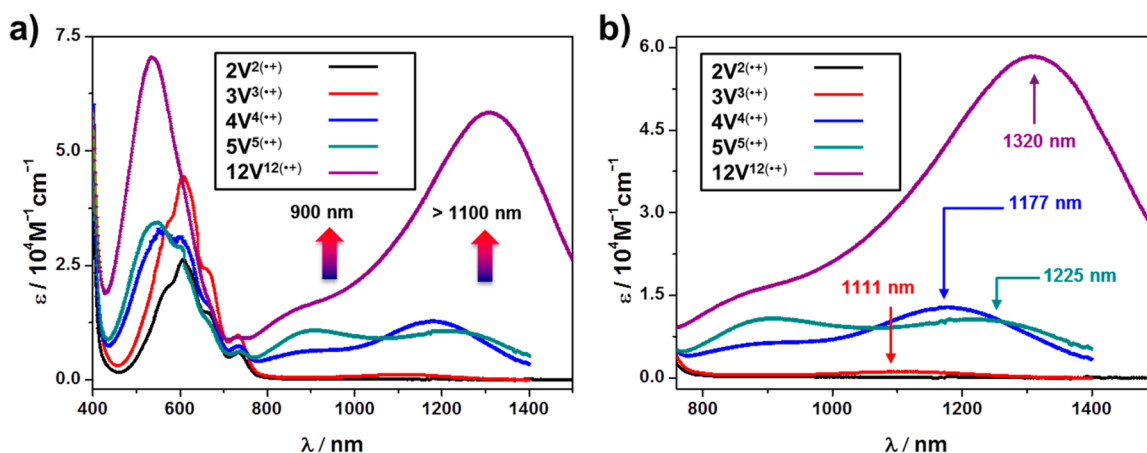 a)
7.5
5.0
2.5
0.0
ε / 10⁴M⁻¹cm⁻¹
2V²⁽•⁺⁾
3V³⁽•⁺⁾
4V⁴⁽•⁺⁾
5V⁵⁽•⁺⁾
12V¹²⁽•⁺⁾
900 nm
> 1100 nm
400 600 800 1000 1200 1400
λ / nm
b)
6.0
4.5
3.0
1.5
0.0
ε / 10⁴M⁻¹cm⁻¹
2V²⁽•⁺⁾
3V³⁽•⁺⁾
4V⁴⁽•⁺⁾
5V⁵⁽•⁺⁾
12V¹²⁽•⁺⁾
1320 nm
1177 nm
1225 nm
1111 nm
800 1000 1200 1400
λ / nm